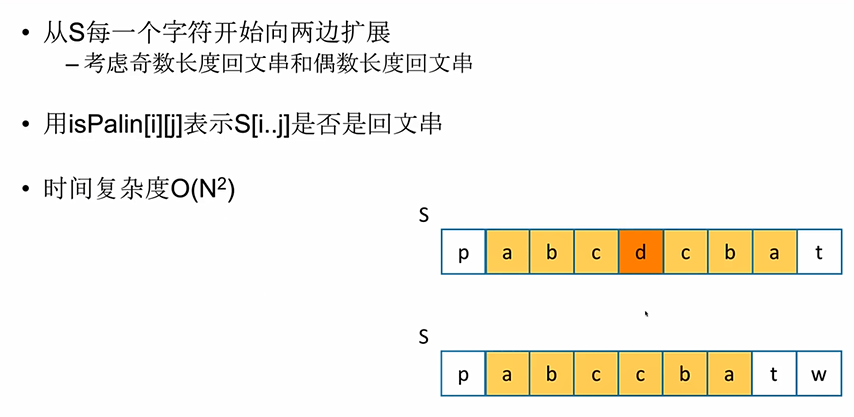 • 从S每一个字符开始向两边扩展
– 考虑奇数长度回文串和偶数长度回文串
• 用isPalin[i][j]表示S[i..j]是否是回文串
• 时间复杂度O(N²)
S
p a b c d c b a t
S
p a b c c b a t w